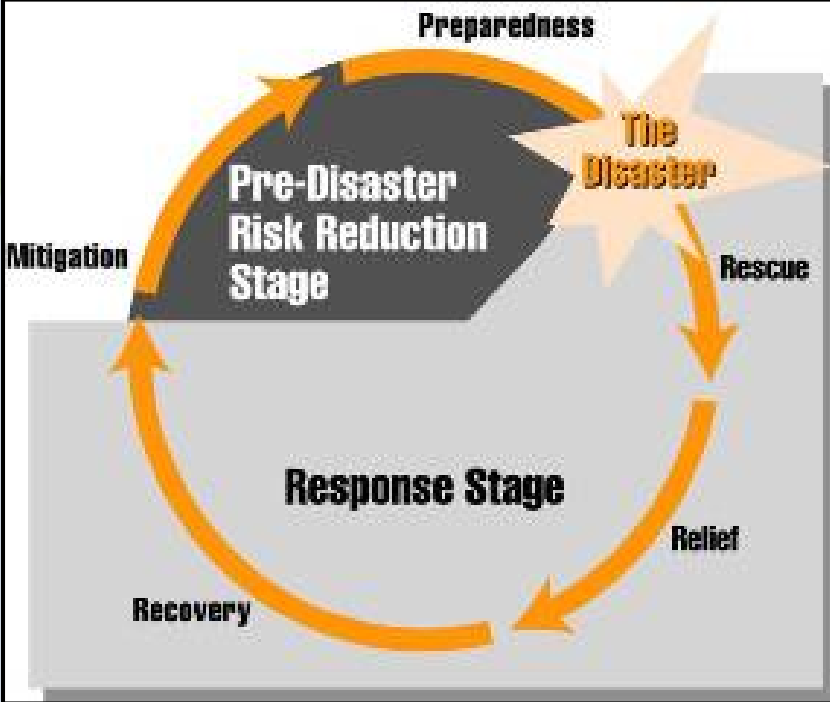 Preparedness
The
Disaster
Pre-Disaster
Risk Reduction
Stage
Mitigation
Rescue
Response Stage
Relief
Recovery